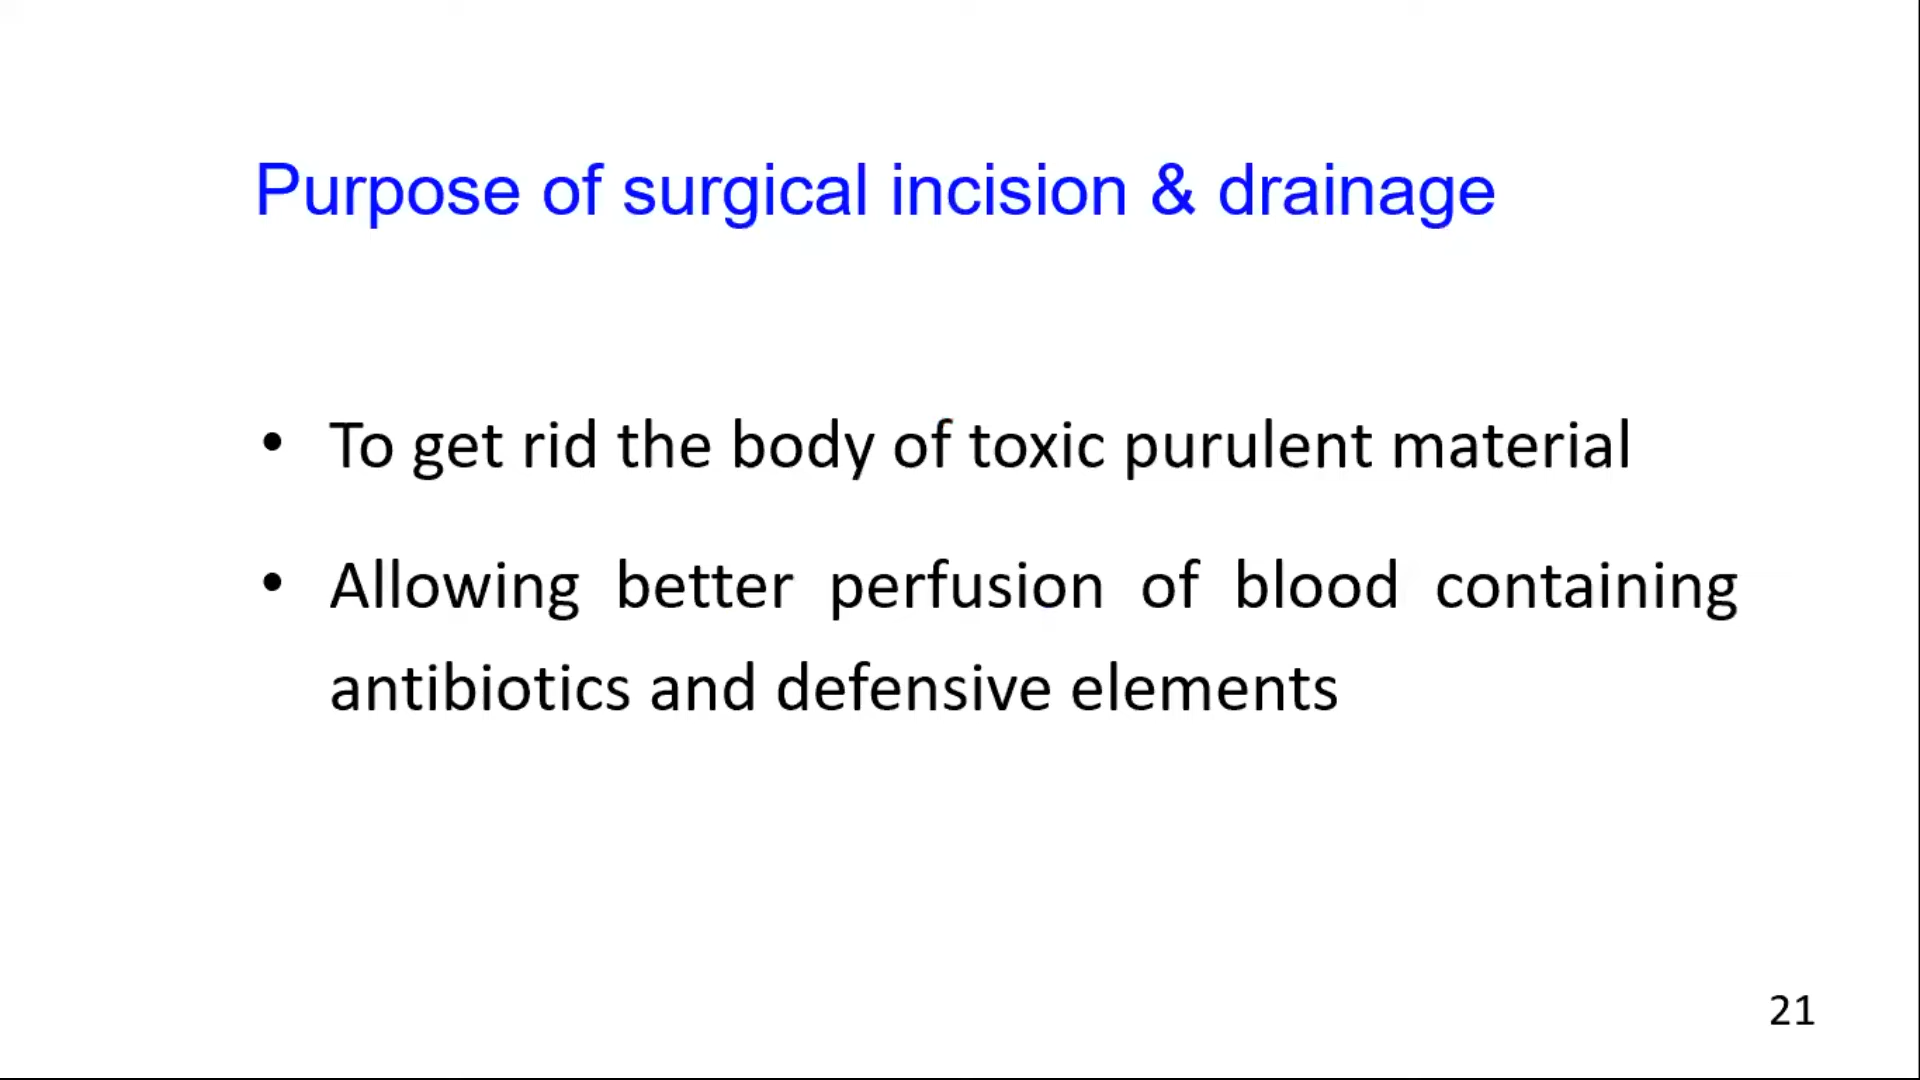 Purpose of surgical incision & drainage
• To get rid the body of toxic purulent material
• Allowing better perfusion of blood containing
antibiotics and defensive elements
21